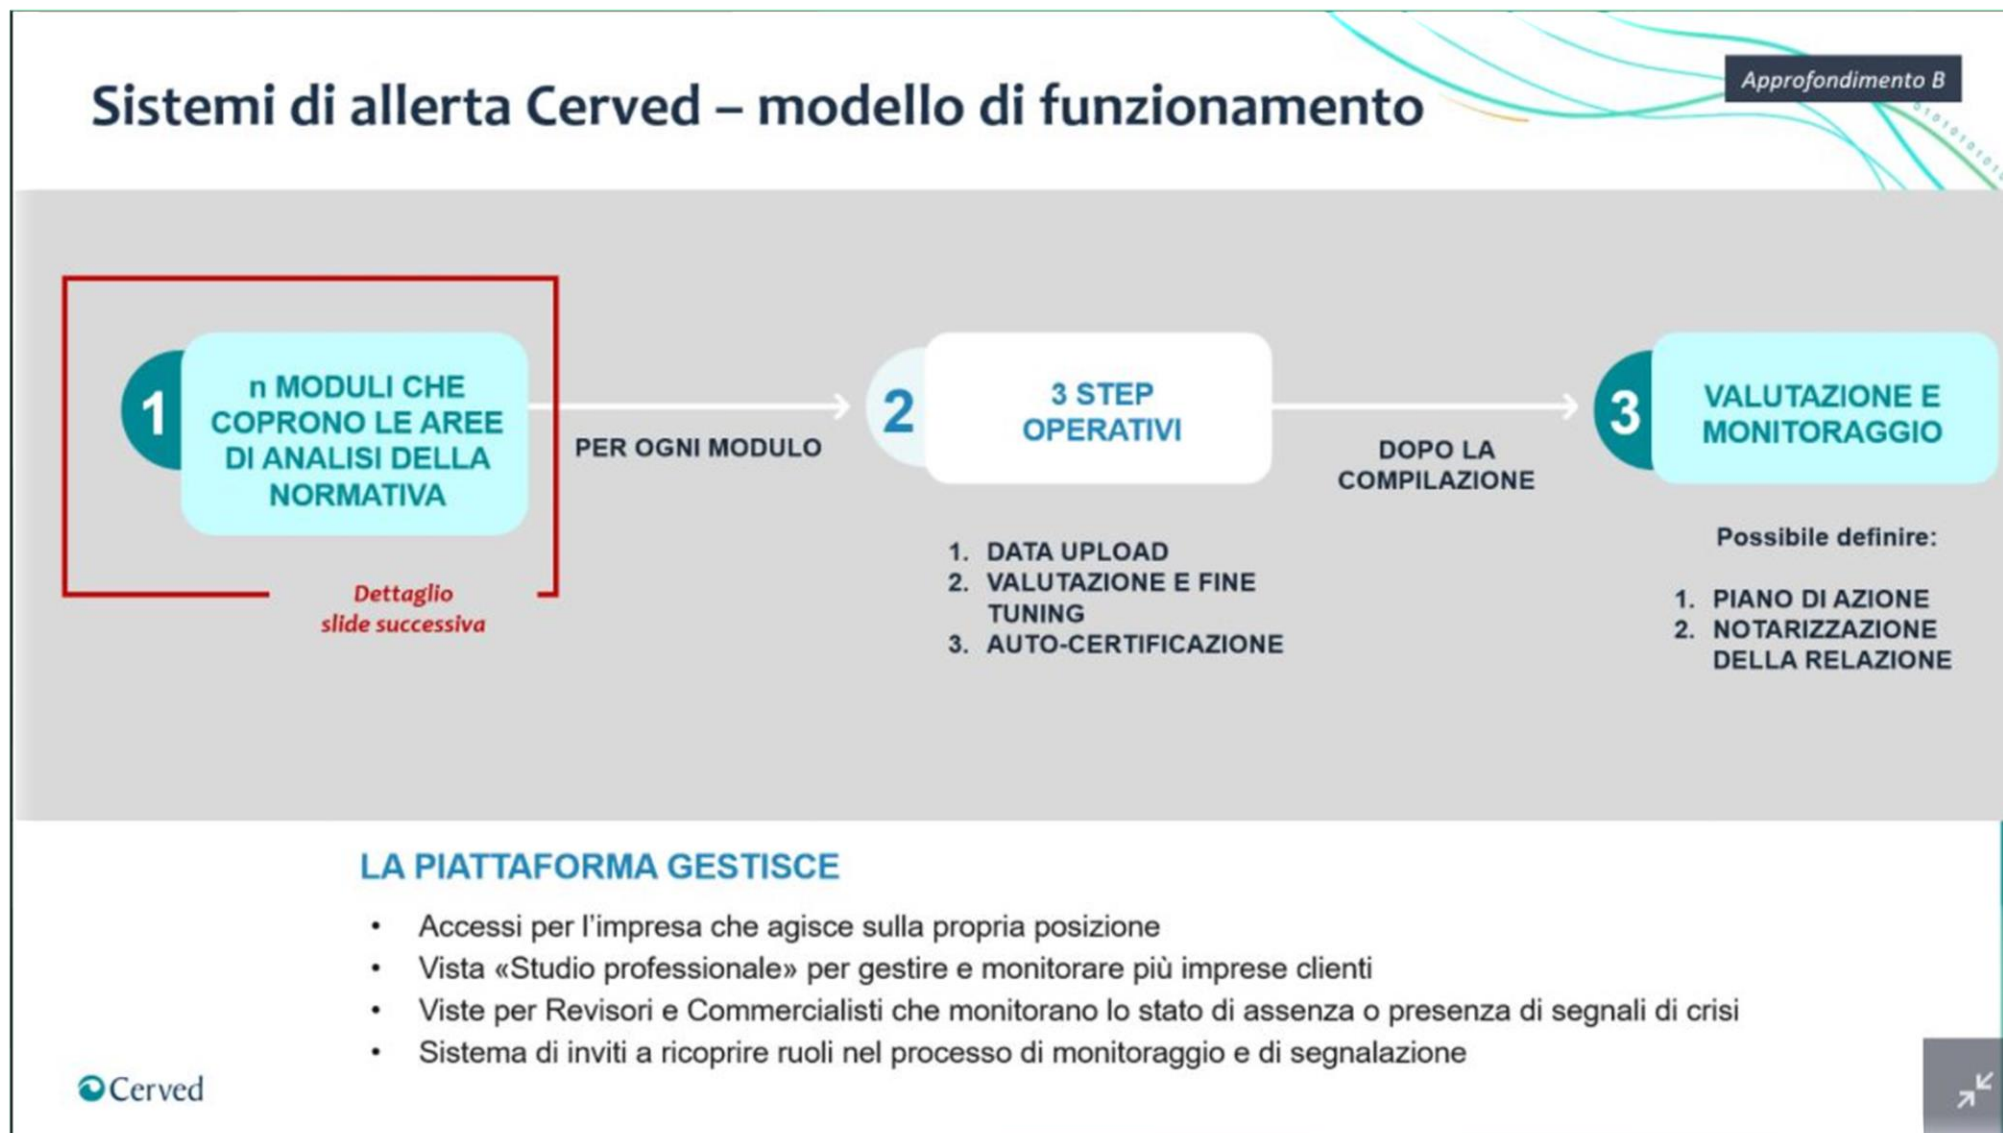 Approfondimento B
Sistemi di allerta Cerved – modello di funzionamento
1
n MODULI CHE
COPRONO LE AREE
DI ANALISI DELLA
NORMATIVA
Dettaglio
slide successiva
PER OGNI MODULO
2
3 STEP
OPERATIVI
1. DATA UPLOAD
2. VALUTAZIONE E FINE
TUNING
3. AUTO-CERTIFICAZIONE
DOPO LA
COMPILAZIONE
3
VALUTAZIONE E
MONITORAGGIO
Possibile definire:
1. PIANO DI AZIONE
2. NOTARIZZAZIONE
DELLA RELAZIONE
LA PIATTAFORMA GESTISCE
• Accessi per l'impresa che agisce sulla propria posizione
• Vista «Studio professionale» per gestire e monitorare più imprese clienti
• Viste per Revisori e Commercialisti che monitorano lo stato di assenza o presenza di segnali di crisi
• Sistema di inviti a ricoprire ruoli nel processo di monitoraggio e di segnalazione
Cerved